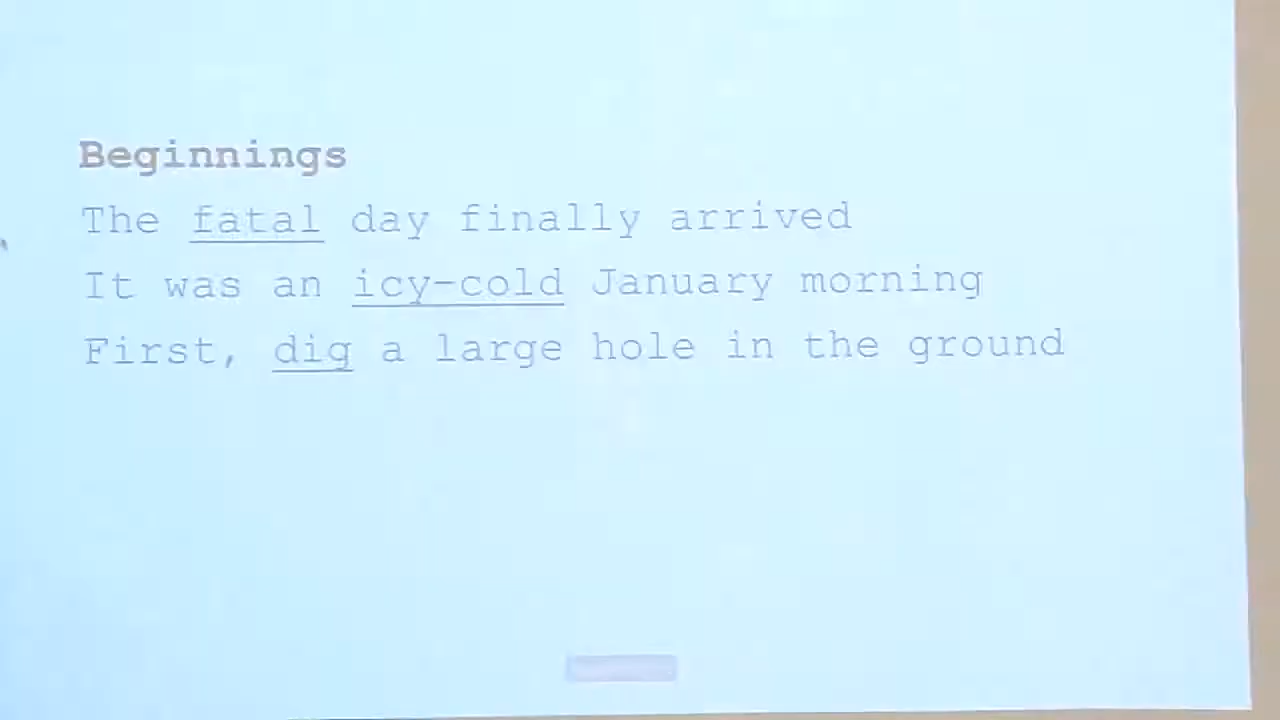 Beginnings
The fatal day finally arrived
It was an icy-cold January morning
First, dig a large hole in the ground